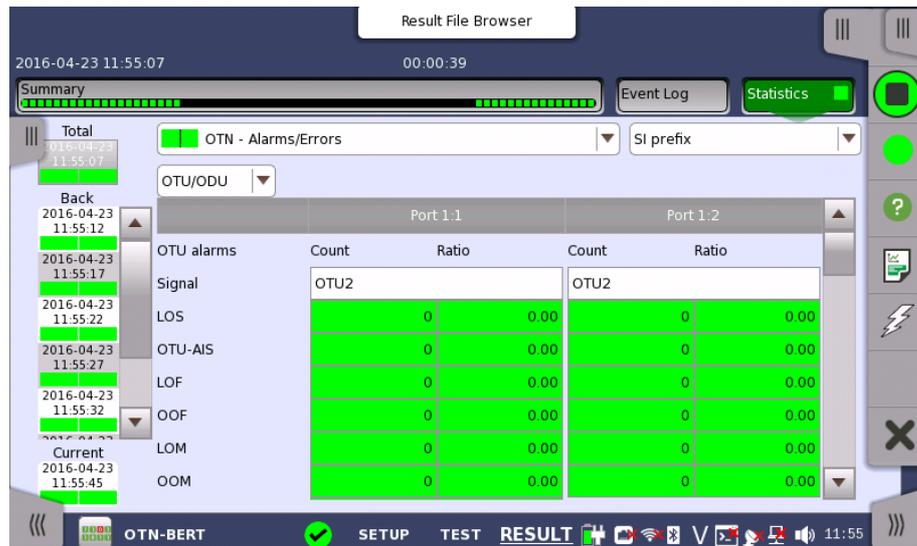 Result File Browser
2016-04-23 11:55:07 00:00:39
Summary Event Log Statistics
Total
2016-04-23
11:55:07
OTN - Alarms/Errors SI prefix
OTU/ODU
Back
2016-04-23
11:55:12
2016-04-23
11:55:17
2016-04-23
11:55:22
2016-04-23
11:55:27
2016-04-23
11:55:32
Current
2016-04-23
11:55:45
Port 1:1 Port 1:2
OTU alarms Count Ratio Count Ratio
Signal OTU2 OTU2
LOS 0 0.00 0 0.00
OTU-AIS 0 0.00 0 0.00
LOF 0 0.00 0 0.00
OOF 0 0.00 0 0.00
LOM 0 0.00 0 0.00
OOM 0 0.00 0 0.00
OTN-BERT SETUP TEST RESULT V 11:55